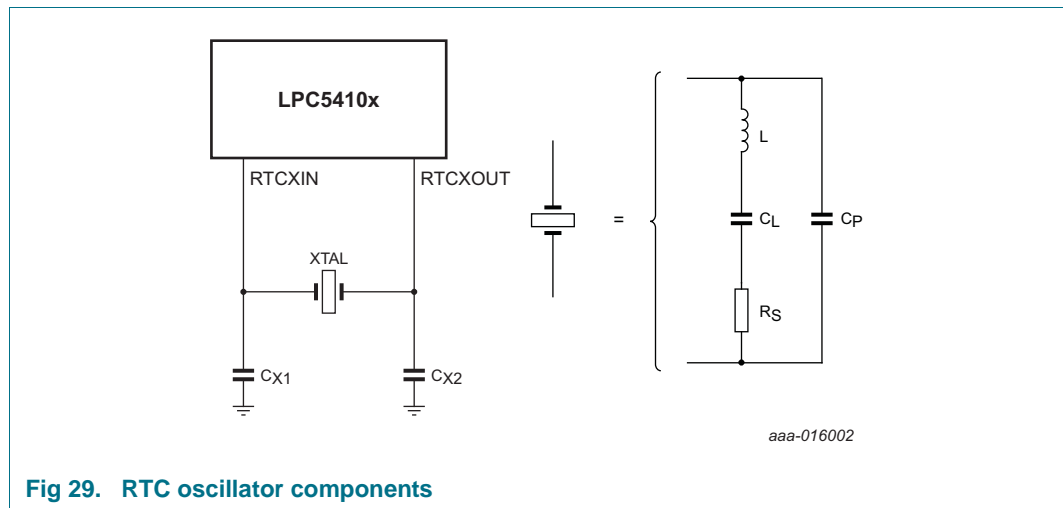 LPC5410x
RTCXIN
RTCXOUT
XTAL
CX1
CX2
=
L
CL
CP
RS
aaa-016002
Fig 29. RTC oscillator components